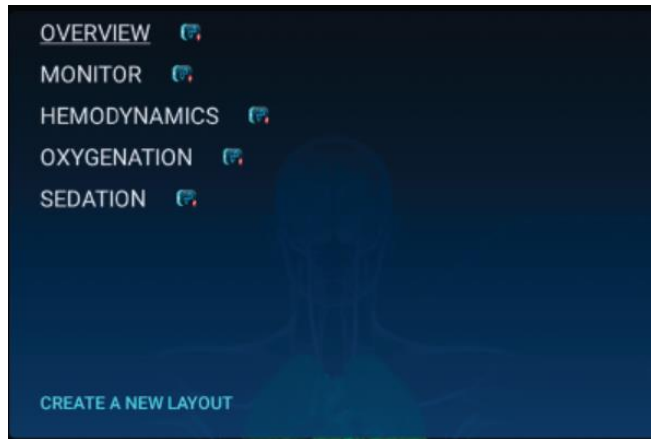 OVERVIEW
MONITOR
HEMODYNAMICS
OXYGENATION
SEDATION
CREATE A NEW LAYOUT